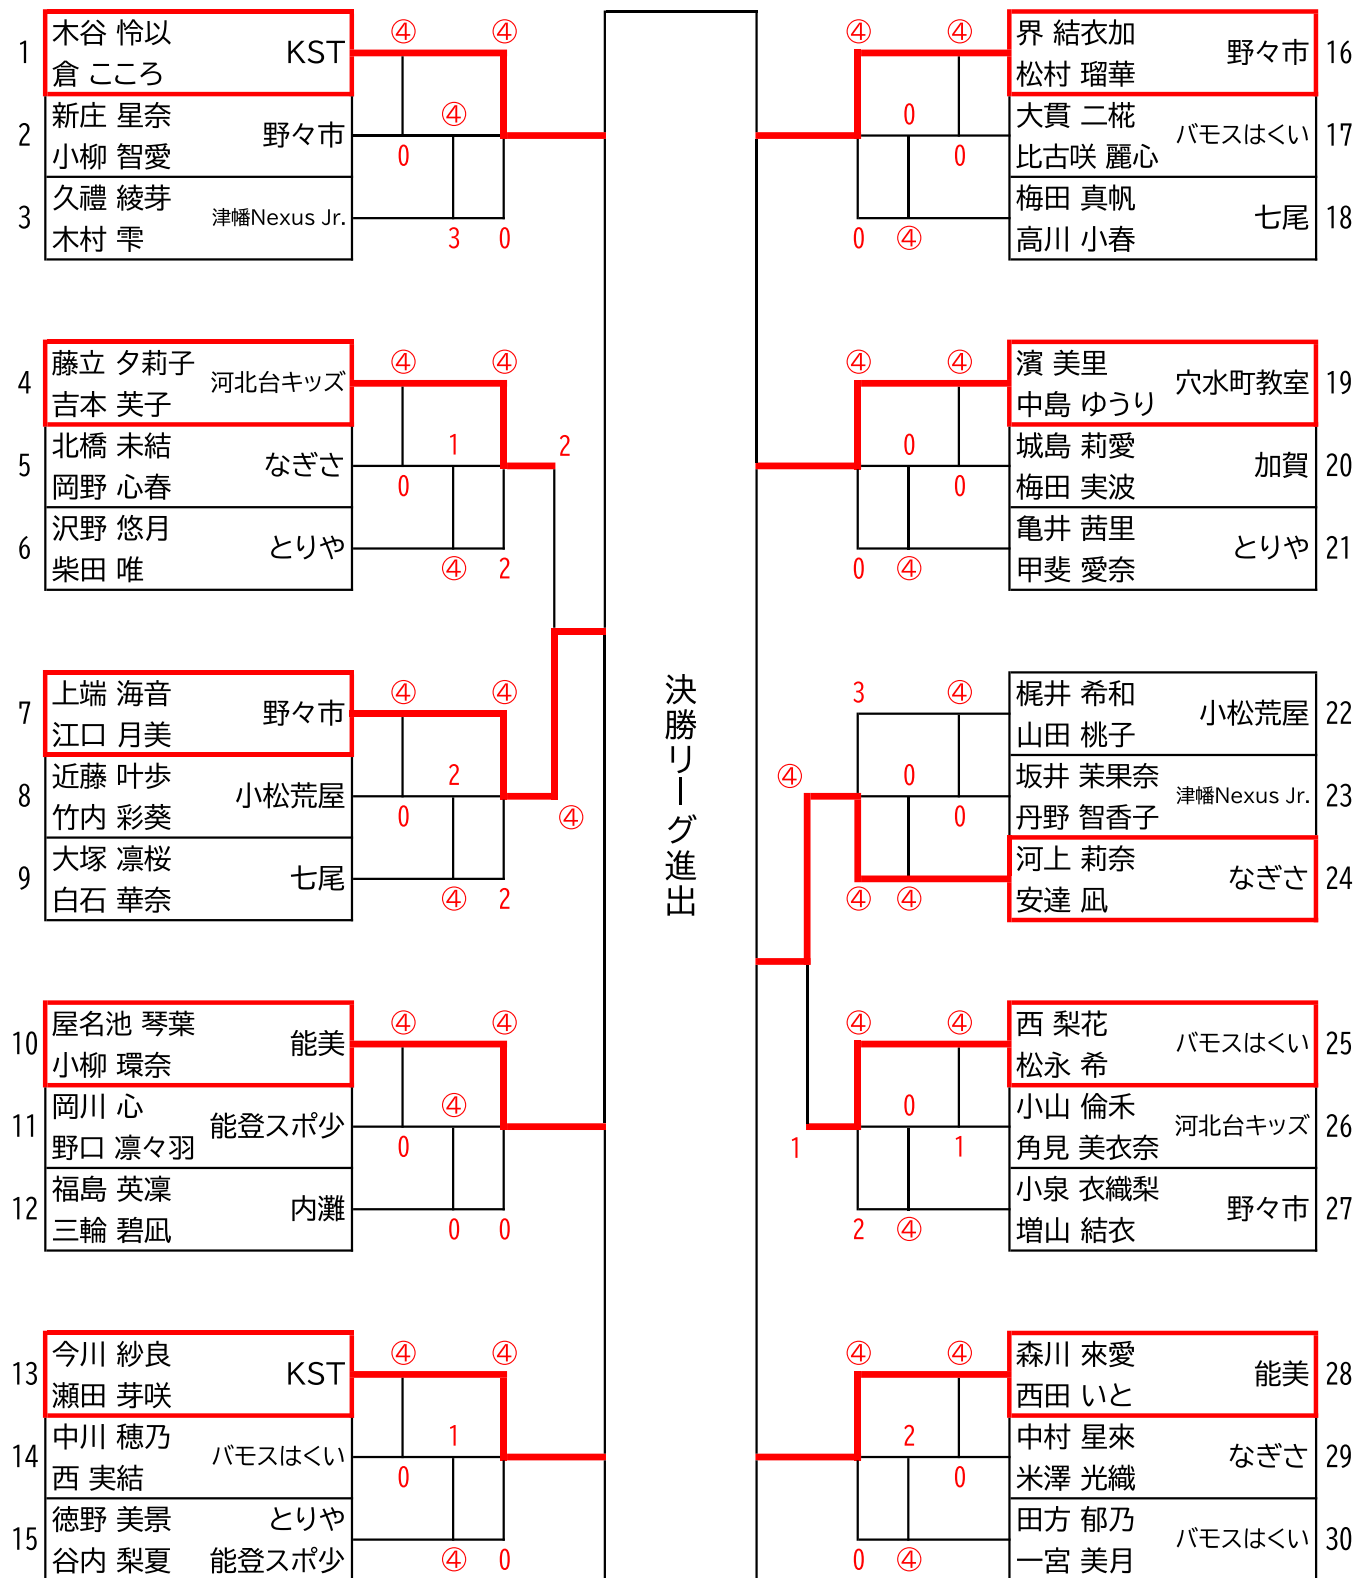 ④ ④
1 木谷 怜以 KST
倉 こころ
④
2 新庄 星奈 野々市
小柳 智愛
0
3 久禮 綾芽 津幡Nexus Jr.
木村 雫
3 0
④ ④
4 藤立 夕莉子 河北台キッズ
吉本 芙子
1 2
5 北橋 未結 なぎさ
岡野 心春
0
6 沢野 悠月 とりや
柴田 唯
④ 2
④ ④
7 上端 海音 野々市
江口 月美
2
8 近藤 叶歩 小松荒屋
竹内 彩葵
0 ④
9 大塚 凛桜 七尾
白石 華奈
④ 2
④ ④
10 屋名池 琴葉 能美
小柳 環奈
④
11 岡川 心 能登スポ少
野口 凛々羽
0
12 福島 英凜 内灘
三輪 碧凪
0 0
④ ④
13 今川 紗良 KST
瀬田 芽咲
1
14 中川 穂乃 バモスはくい
西 実結
0
15 徳野 美景 とりや
谷内 梨夏 能登スポ少
④ 0
決勝リーグ進出
④ ④
界 結衣加 野々市 16
松村 瑠華
0
大貫 二椛 バモスはくい 17
比古咲 麗心
0
梅田 真帆 七尾 18
高川 小春
0 ④
④ ④
濱 美里 穴水町教室 19
中島 ゆうり
0
城島 莉愛 加賀 20
梅田 実波
0
亀井 茜里 とりや 21
甲斐 愛奈
0 ④
3 ④
梶井 希和 小松荒屋 22
山田 桃子
④ 0
坂井 茉果奈 津幡Nexus Jr. 23
丹野 智香子
0
河上 莉奈 なぎさ 24
安達 凪
④ ④
④ ④
西 梨花 バモスはくい 25
松永 希
0
小山 倫禾 河北台キッズ 26
角見 美衣奈
1 1
小泉 衣織梨 野々市 27
増山 結衣
2 ④
④ ④
森川 來愛 能美 28
西田 いと
2
中村 星來 なぎさ 29
米澤 光織
0
田方 郁乃 バモスはくい 30
一宮 美月
0 ④